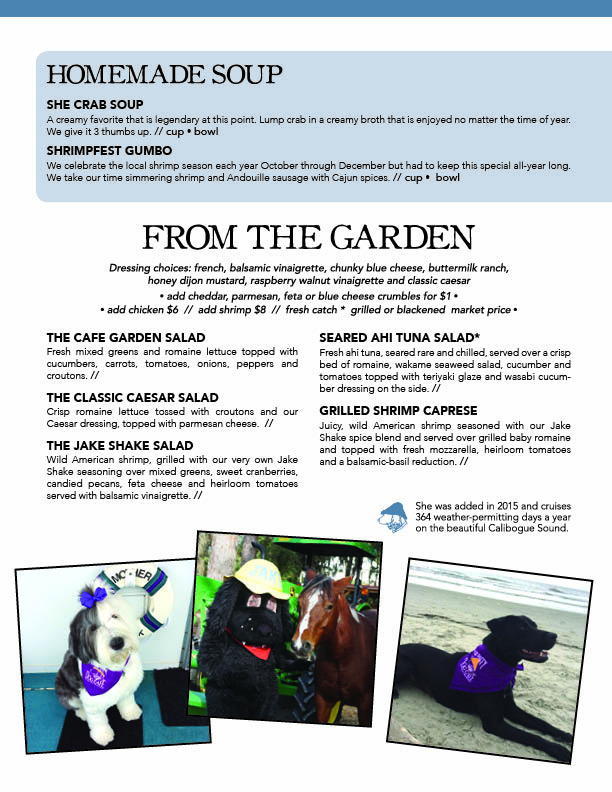 HOMEMADE SOUP
SHE CRAB SOUP
A creamy favorite that is legendary at this point. Lump crab in a creamy broth that is enjoyed no matter the time of year.
We give it 3 thumbs up. // cup • bowl
SHRIMPFEST GUMBO
We celebrate the local shrimp season each year October through December but had to keep this special all-year long.
We take our time simmering shrimp and Andouille sausage with Cajun spices. // cup • bowl
FROM THE GARDEN
Dressing choices: french, balsamic vinaigrette, chunky blue cheese, buttermilk ranch,
honey dijon mustard, raspberry walnut vinaigrette and classic caesar
• add cheddar, parmesan, feta or blue cheese crumbles for $1 •
• add chicken $6 // add shrimp $8 // fresh catch * grilled or blackened market price •
THE CAFE GARDEN SALAD
Fresh mixed greens and romaine lettuce topped with
cucumbers, carrots, tomatoes, onions, peppers and
croutons. //
THE CLASSIC CAESAR SALAD
Crisp romaine lettuce tossed with croutons and our
Caesar dressing, topped with parmesan cheese. //
THE JAKE SHAKE SALAD
Wild American shrimp, grilled with our very own Jake
Shake seasoning over mixed greens, sweet cranberries,
candied pecans, feta cheese and heirloom tomatoes
served with balsamic vinaigrette. //
SEARED AHI TUNA SALAD*
Fresh ahi tuna, seared rare and chilled, served over a crisp
bed of romaine, wakame seaweed salad, cucumber and
tomatoes topped with teriyaki glaze and wasabi cucum-
ber dressing on the side. //
GRILLED SHRIMP CAPRESE
Juicy, wild American shrimp seasoned with our Jake
Shake spice blend and served over grilled baby romaine
and topped with fresh mozzarella, heirloom tomatoes
and a balsamic-basil reduction. //
She was added in 2015 and cruises
364 weather-permitting days a year
on the beautiful Calibogue Sound.
JAKE